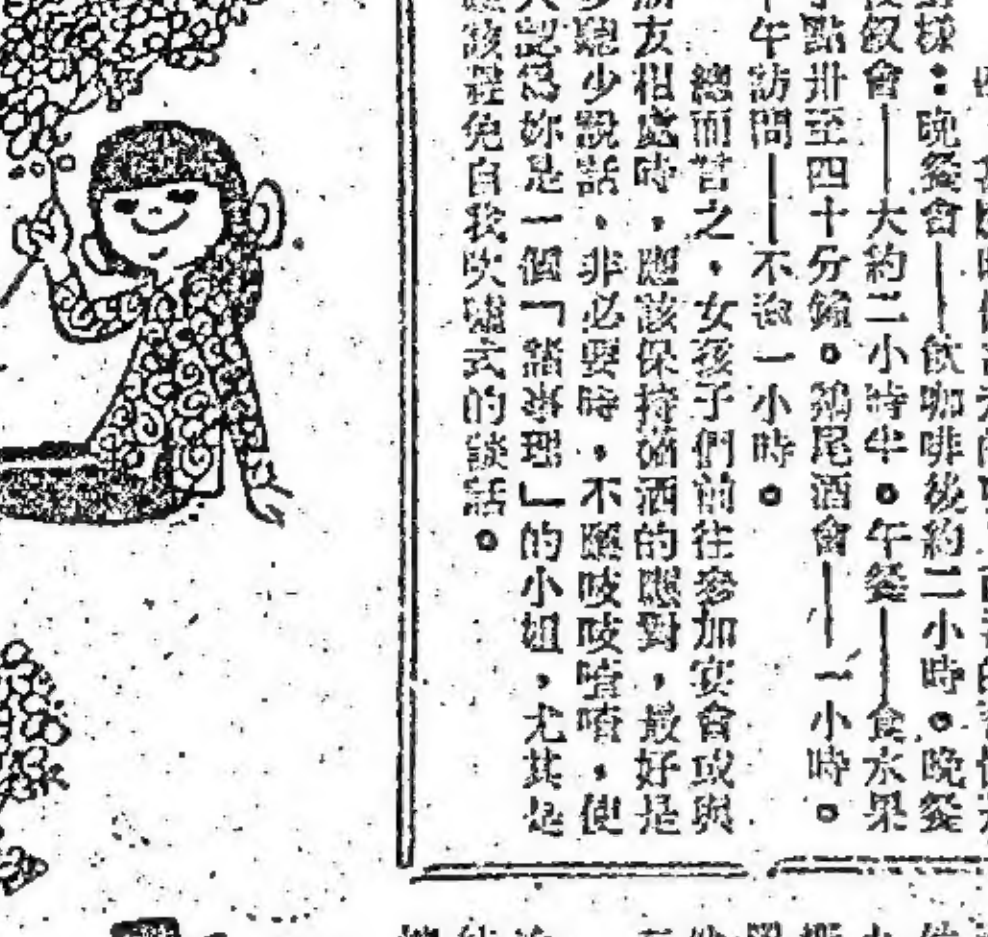 晚餐會——飲咖啡後約二小時。晚餐
會——大約二小時半。午餐——食水果
點卅至四十分鐘。鷄尾酒會——一小時。
午訪問——不逾一小時。
總而言之,女孩子們前往參加宴會或與
朋友相處時,應該保持瀟洒的應對,最好是
多聽少說話,非必要時,不應吱吱喳喳,使
人認為妳是一個「諸事理」的小姐,尤其是
應該避免自我吹噓式的談話。